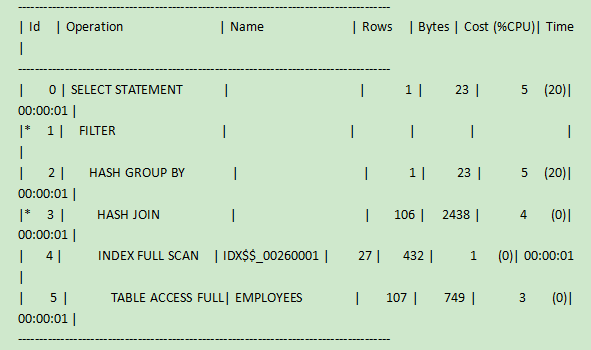 --------------------------------------------------------------------------------
| Id | Operation | Name | Rows | Bytes | Cost (%CPU)| Time
|
--------------------------------------------------------------------------------
| 0 | SELECT STATEMENT | | 1 | 23 | 5 (20)|
00:00:01 |
|* 1 | FILTER | | | | |
|
| 2 | HASH GROUP BY | | 1 | 23 | 5 (20)|
00:00:01 |
|* 3 | HASH JOIN | | 106 | 2438 | 4 (0)|
00:00:01 |
| 4 | INDEX FULL SCAN | IDX$$_00260001 | 27 | 432 | 1 (0)| 00:00:01
|
| 5 | TABLE ACCESS FULL| EMPLOYEES | 107 | 749 | 3 (0)|
00:00:01 |
--------------------------------------------------------------------------------